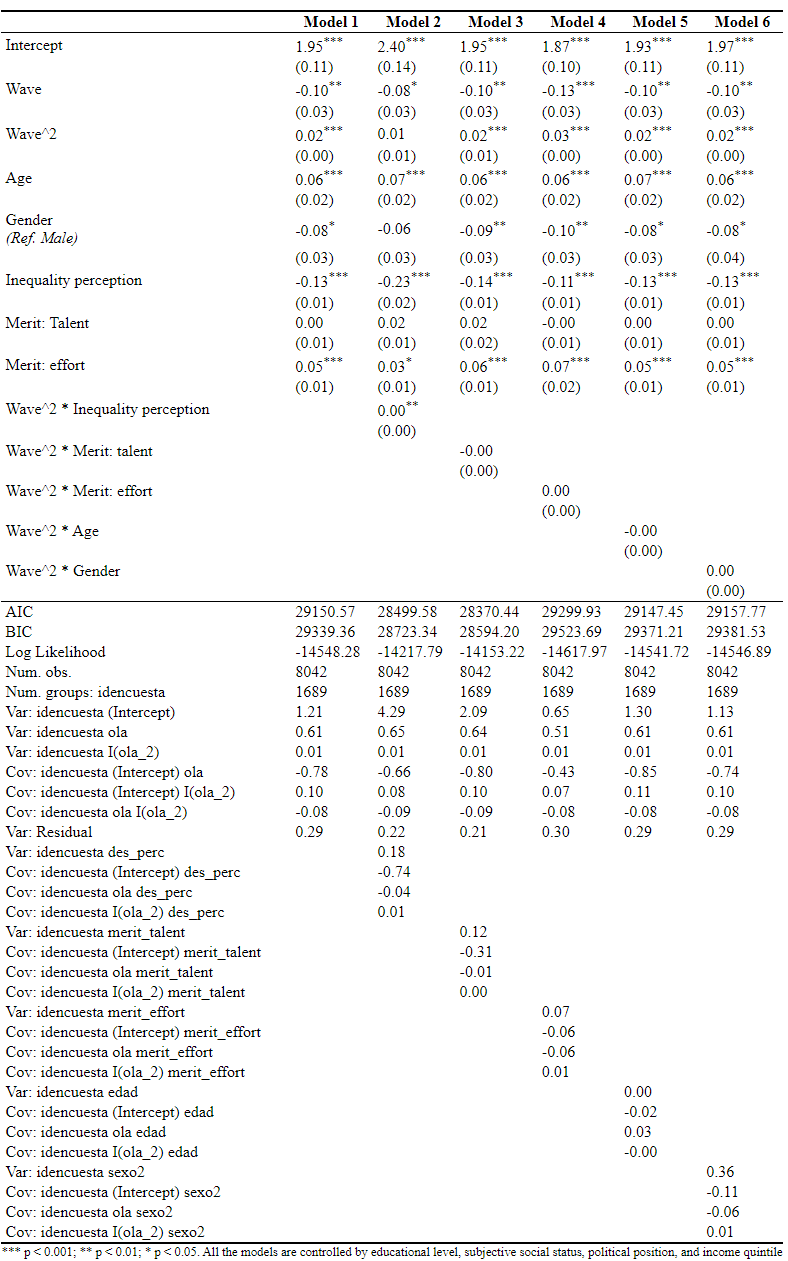 Model 1 Model 2 Model 3 Model 4 Model 5 Model 6
Intercept 1.95*** 2.40*** 1.95*** 1.87*** 1.93*** 1.97***
(0.11) (0.14) (0.11) (0.10) (0.11) (0.11)
Wave -0.10** -0.08* -0.10** -0.13*** -0.10** -0.10**
(0.03) (0.03) (0.03) (0.03) (0.03) (0.03)
Wave^2 0.02*** 0.01 0.02*** 0.03*** 0.02*** 0.02***
(0.00) (0.01) (0.01) (0.00) (0.00) (0.00)
Age 0.06*** 0.07*** 0.06*** 0.06*** 0.07*** 0.06***
(0.02) (0.02) (0.02) (0.02) (0.02) (0.02)
Gender
(Ref. Male) -0.08* -0.06 -0.09** -0.10** -0.08* -0.08*
(0.03) (0.03) (0.03) (0.03) (0.03) (0.04)
Inequality perception -0.13*** -0.23*** -0.14*** -0.11*** -0.13*** -0.13***
(0.01) (0.02) (0.01) (0.01) (0.01) (0.01)
Merit: Talent 0.00 0.02 0.02 -0.00 0.00 0.00
(0.01) (0.01) (0.02) (0.01) (0.01) (0.01)
Merit: effort 0.05*** 0.03* 0.06*** 0.07*** 0.05*** 0.05***
(0.01) (0.01) (0.01) (0.02) (0.01) (0.01)
Wave^2 * Inequality perception 0.00**
(0.00)
Wave^2 * Merit: talent -0.00
(0.00)
Wave^2 * Merit: effort 0.00
(0.00)
Wave^2 * Age -0.00
(0.00)
Wave^2 * Gender 0.00
(0.00)
AIC 29150.57 28499.58 28370.44 29299.93 29147.45 29157.77
BIC 29339.36 28723.34 28594.20 29523.69 29371.21 29381.53
Log Likelihood -14548.28 -14217.79 -14153.22 -14617.97 -14541.72 -14546.89
Num. obs. 8042 8042 8042 8042 8042 8042
Num. groups: idencuesta 1689 1689 1689 1689 1689 1689
Var: idencuesta (Intercept) 1.21 4.29 2.09 0.65 1.30 1.13
Var: idencuesta ola 0.61 0.65 0.64 0.51 0.61 0.61
Var: idencuesta I(ola_2) 0.01 0.01 0.01 0.01 0.01 0.01
Cov: idencuesta (Intercept) ola -0.78 -0.66 -0.80 -0.43 -0.85 -0.74
Cov: idencuesta (Intercept) I(ola_2) 0.10 0.08 0.10 0.07 0.11 0.10
Cov: idencuesta ola I(ola_2) -0.08 -0.09 -0.09 -0.08 -0.08 -0.08
Var: Residual 0.29 0.22 0.21 0.30 0.29 0.29
Var: idencuesta des_perc 0.18
Cov: idencuesta (Intercept) des_perc -0.74
Cov: idencuesta ola des_perc -0.04
Cov: idencuesta I(ola_2) des_perc 0.01
Var: idencuesta merit_talent 0.12
Cov: idencuesta (Intercept) merit_talent -0.31
Cov: idencuesta ola merit_talent -0.01
Cov: idencuesta I(ola_2) merit_talent 0.00
Var: idencuesta merit_effort 0.07
Cov: idencuesta (Intercept) merit_effort -0.06
Cov: idencuesta ola merit_effort -0.06
Cov: idencuesta I(ola_2) merit_effort 0.01
Var: idencuesta edad 0.00
Cov: idencuesta (Intercept) edad -0.02
Cov: idencuesta ola edad 0.03
Cov: idencuesta I(ola_2) edad -0.00
Var: idencuesta sexo2 0.36
Cov: idencuesta (Intercept) sexo2 -0.11
Cov: idencuesta ola sexo2 -0.06
Cov: idencuesta I(ola_2) sexo2 0.01
*** p < 0.001; ** p < 0.01; * p < 0.05. All the models are controlled by educational level, subjective social status, political position, and income quintile